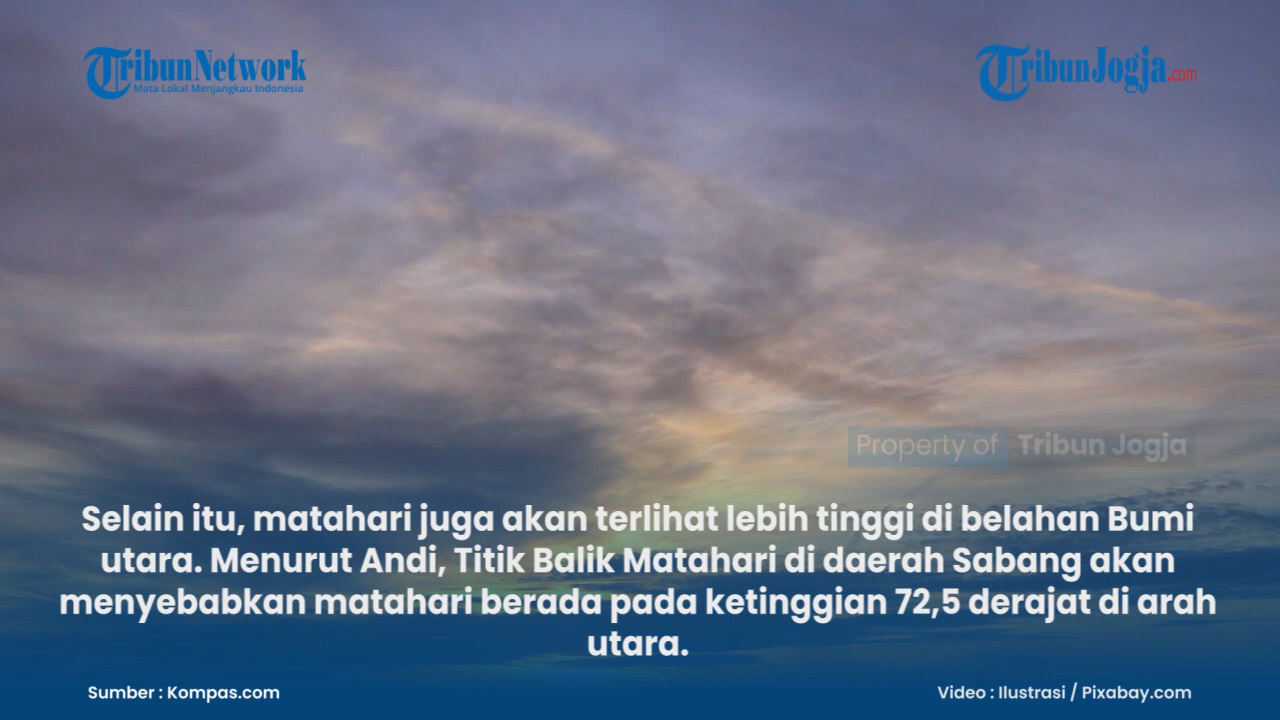 TribunNetwork
Mata Lokal Menjangkau Indonesia
TribunJogja.com
Property of Tribun Jogja
Selain itu, matahari juga akan terlihat lebih tinggi di belahan Bumi
utara. Menurut Andi, Titik Balik Matahari di daerah Sabang akan
menyebabkan matahari berada pada ketinggian 72,5 derajat di arah
utara.
Sumber : Kompas.com
Video : Ilustrasi / Pixabay.com